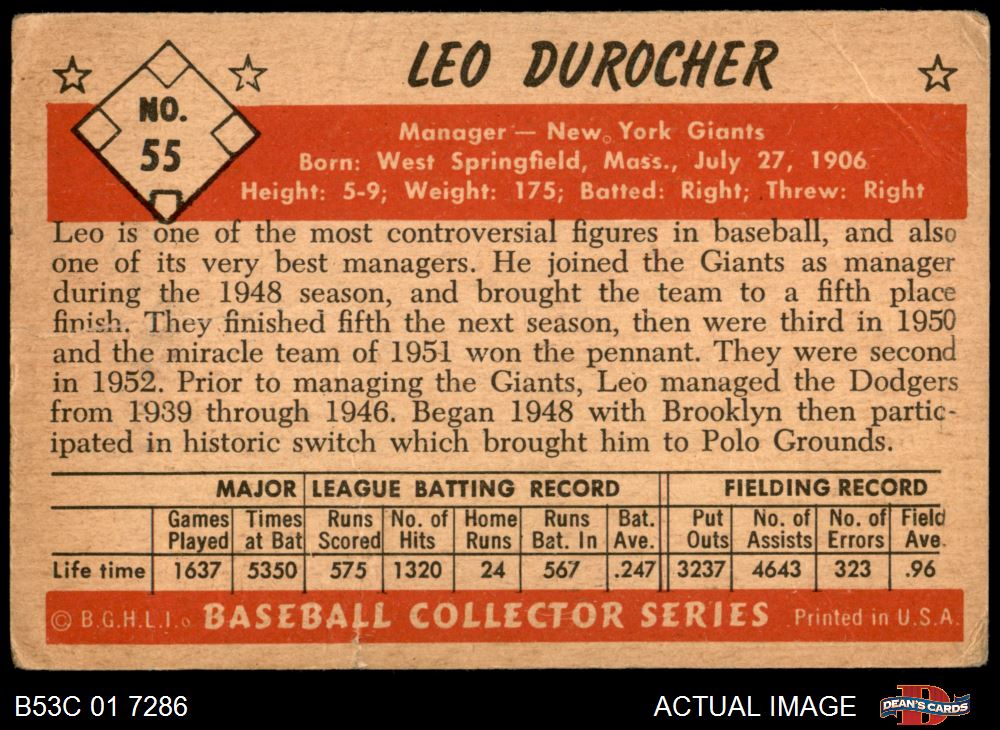 LEO DUROCHER
NO.
55
Manager — New York Giants
Born: West Springfield, Mass., July 27, 1906
Height: 5-9; Weight: 175; Batted: Right; Threw: Right
Leo is one of the most controversial figures in baseball, and also
one of its very best managers. He joined the Giants as manager
during the 1948 season, and brought the team to a fifth place
finish. They finished fifth the next season, then were third in 1950
and the miracle team of 1951 won the pennant. They were second
in 1952. Prior to managing the Giants, Leo managed the Dodgers
from 1939 through 1946. Began 1948 with Brooklyn then partic-
ipated in historic switch which brought him to Polo Grounds.
MAJOR LEAGUE BATTING RECORD FIELDING RECORD
Games Times Runs No. of Home Runs Bat. Put No. of No. of Field
Played at Bat Scored Hits Runs Bat. In Ave. Outs Assists Errors Ave.
Life time 1637 5350 575 1320 24 567 .247 3237 4643 323 .96
© B.G.H.L.I. BASEBALL COLLECTOR SERIES Printed in U.S.A.
B53C 01 7286 ACTUAL IMAGE D DEAN'S CARDS